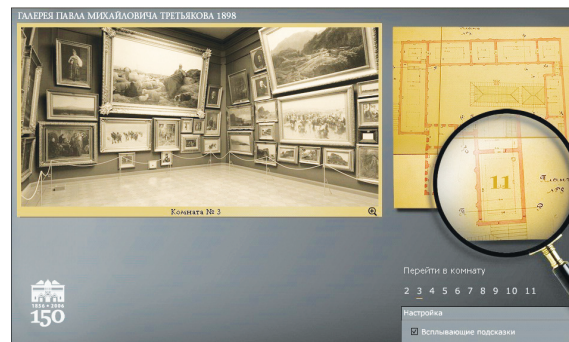 ГАЛЕРЕЯ ПАВЛА МИХАЙЛОВИЧА ТРЕТЬЯКОВА 1898
Комната № 3
11
Перейти в комнату
2 3 4 5 6 7 8 9 10 11
Настройка
Всплывающие подсказки
1856 • 2006
150